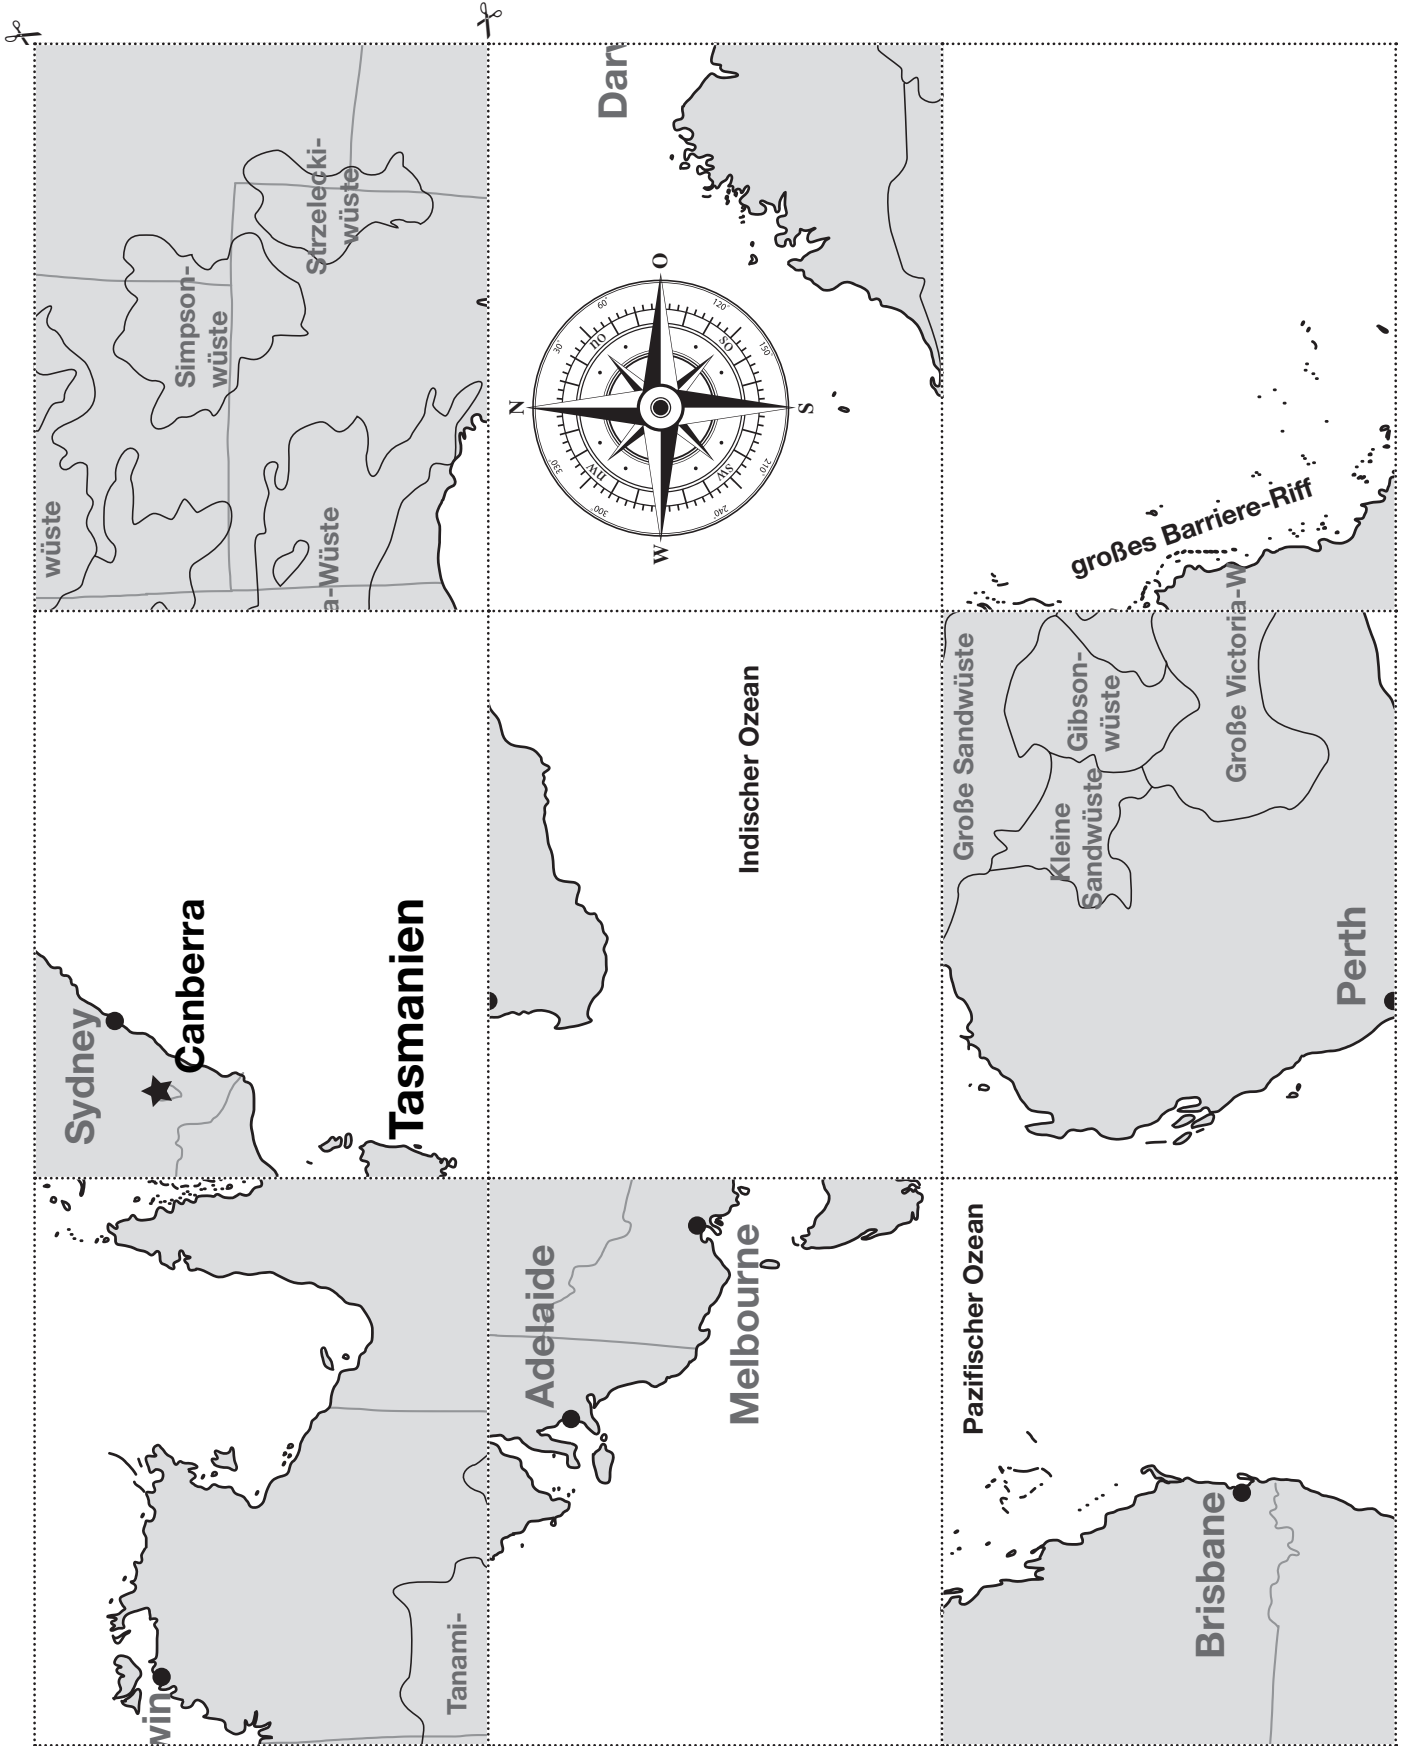 wüste
Simpson-
wüste
Strzelecki-
wüste
a-Wüste
Dar
N
O
S
W
NO
SO
SW
NW
30°
60°
120°
150°
210°
240°
300°
330°
großes Barriere-Riff
Sydney
Canberra
Tasmanien
Indischer Ozean
Große Sandwüste
Kleine
Sandwüste
Gibson-
wüste
Große Victoria-W
Perth
win
Tanami-
Adelaide
Melbourne
Pazifischer Ozean
Brisbane